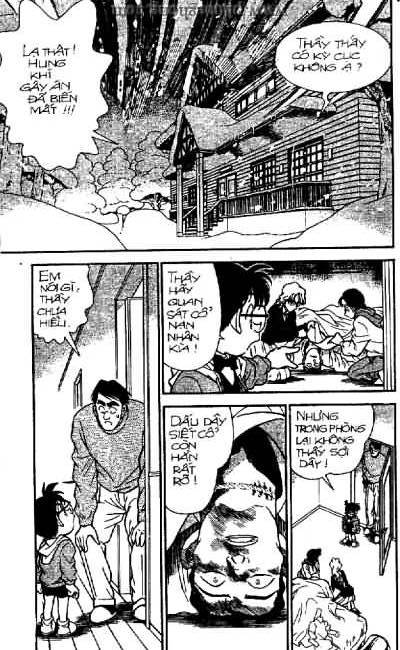 LẠ THẬT!
HUNG
KHÍ
GÂY ÁN
ĐÃ BIẾN
MẤT!!!
THẦY THẤY
CÓ KỲ CỤC
KHÔNG Ạ?
EM
NÓI GÌ,
THẦY
CHƯA
HIỂU.
THẦY
HÃY
QUAN
SÁT CỔ
NẠN
NHÂN
KÌA!
DẤU DÂY
SIẾT CỔ
CÒN
HẰN
RẤT
RÕ!
NHƯNG
TRONG PHÒNG
LẠI KHÔNG
THẤY SỢI
DÂY!